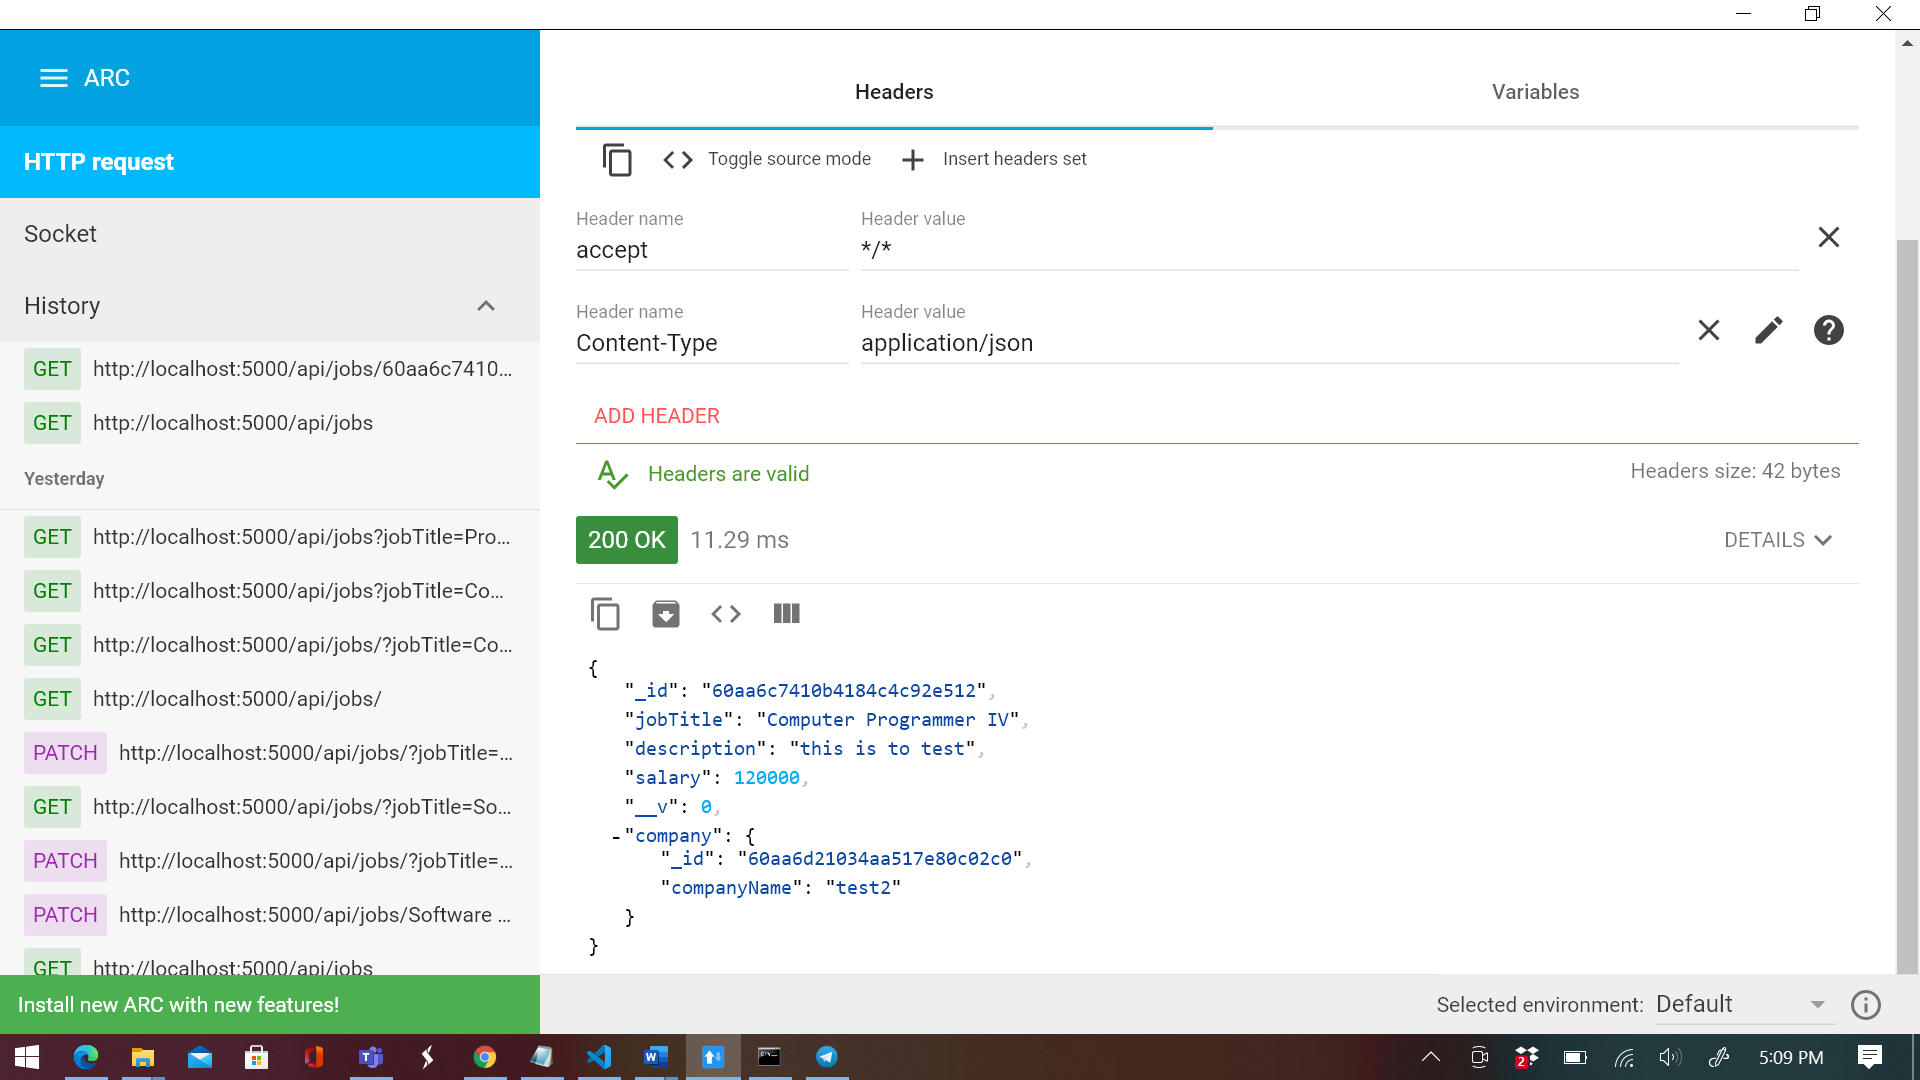 ARC
HTTP request
Socket
History
GET http://localhost:5000/api/jobs/60aa6c7410...
GET http://localhost:5000/api/jobs
Yesterday
GET http://localhost:5000/api/jobs?jobTitle=Pro...
GET http://localhost:5000/api/jobs?jobTitle=Co...
GET http://localhost:5000/api/jobs/?jobTitle=Co...
GET http://localhost:5000/api/jobs/
PATCH http://localhost:5000/api/jobs/?jobTitle=...
GET http://localhost:5000/api/jobs/?jobTitle=So...
PATCH http://localhost:5000/api/jobs/?jobTitle=...
PATCH http://localhost:5000/api/jobs/Software ...
GET http://localhost:5000/api/jobs
Install new ARC with new features!
Headers Variables
Toggle source mode Insert headers set
Header name Header value
accept */*
Header name Header value
Content-Type application/json
ADD HEADER
Headers are valid Headers size: 42 bytes
200 OK 11.29 ms DETAILS
{
"_id": "60aa6c7410b4184c4c92e512",
"jobTitle": "Computer Programmer IV",
"description": "this is to test",
"salary": 120000,
"__v": 0,
-"company": {
"_id": "60aa6d21034aa517e80c02c0",
"companyName": "test2"
}
}
Selected environment: Default
2
5:09 PM